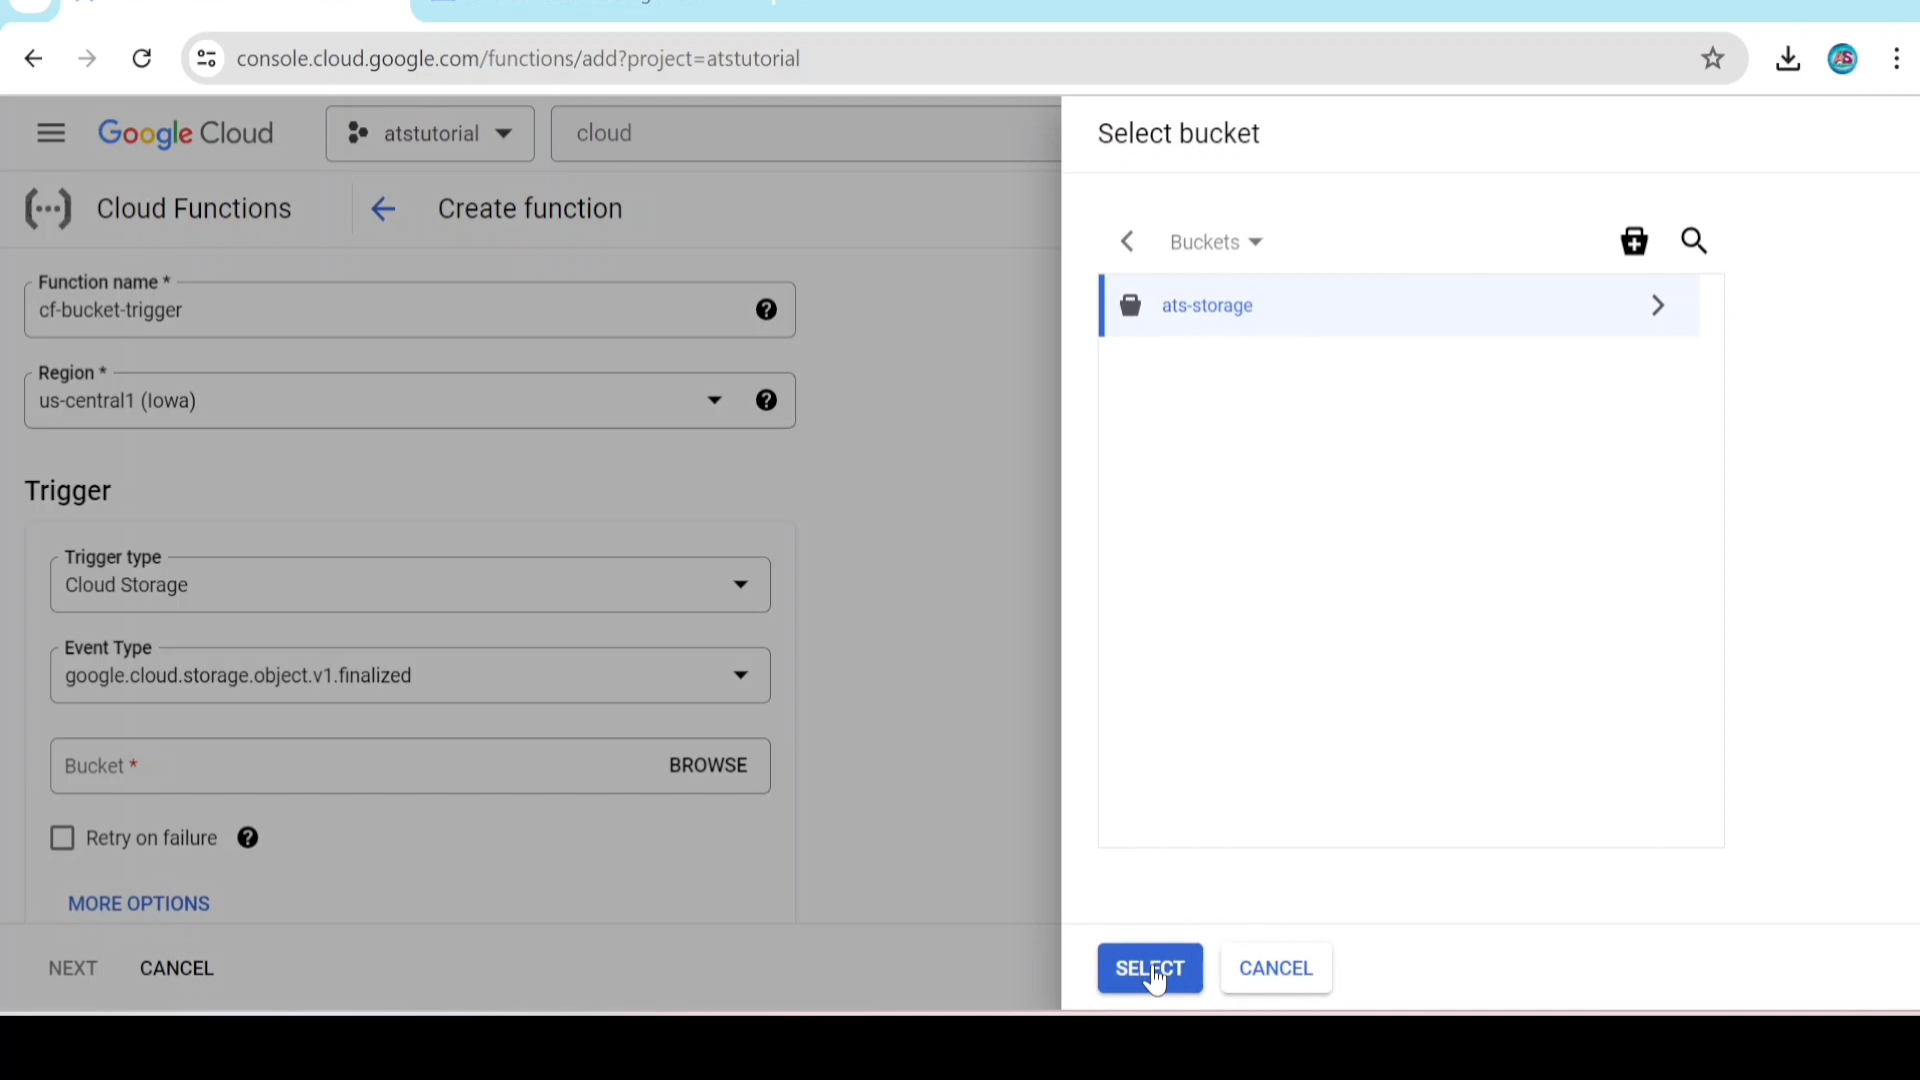 console.cloud.google.com/functions/add?project=atstutorial
Google Cloud
atstutorial
cloud
Select bucket
Cloud Functions
Create function
Buckets
Function name *
cf-bucket-trigger
ats-storage
Region *
us-central1 (Iowa)
Trigger
Trigger type
Cloud Storage
Event Type
google.cloud.storage.object.v1.finalized
Bucket *
BROWSE
Retry on failure
MORE OPTIONS
NEXT
CANCEL
SELECT
CANCEL